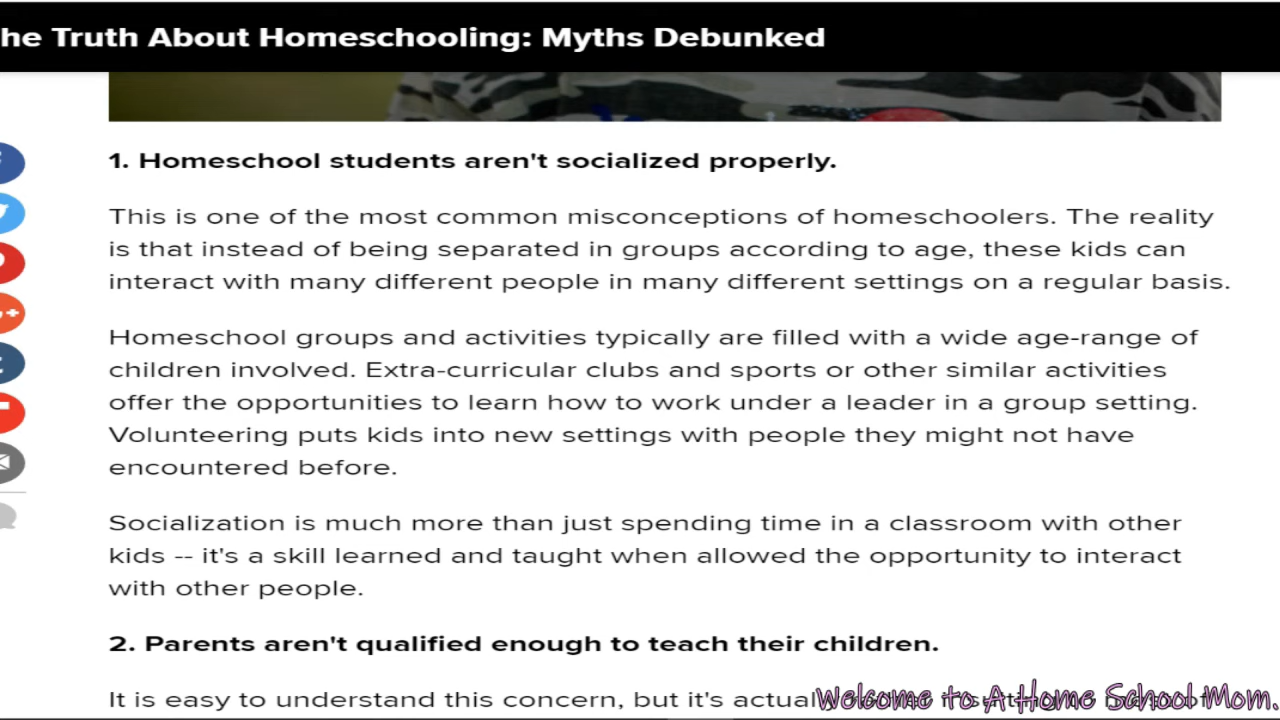 he Truth About Homeschooling: Myths Debunked
1. Homeschool students aren't socialized properly.
This is one of the most common misconceptions of homeschoolers. The reality
is that instead of being separated in groups according to age, these kids can
interact with many different people in many different settings on a regular basis.
Homeschool groups and activities typically are filled with a wide age-range of
children involved. Extra-curricular clubs and sports or other similar activities
offer the opportunities to learn how to work under a leader in a group setting.
Volunteering puts kids into new settings with people they might not have
encountered before.
Socialization is much more than just spending time in a classroom with other
kids -- it's a skill learned and taught when allowed the opportunity to interact
with other people.
2. Parents aren't qualified enough to teach their children.
It is easy to understand this concern, but it's
Welcome to A Home School Mom.